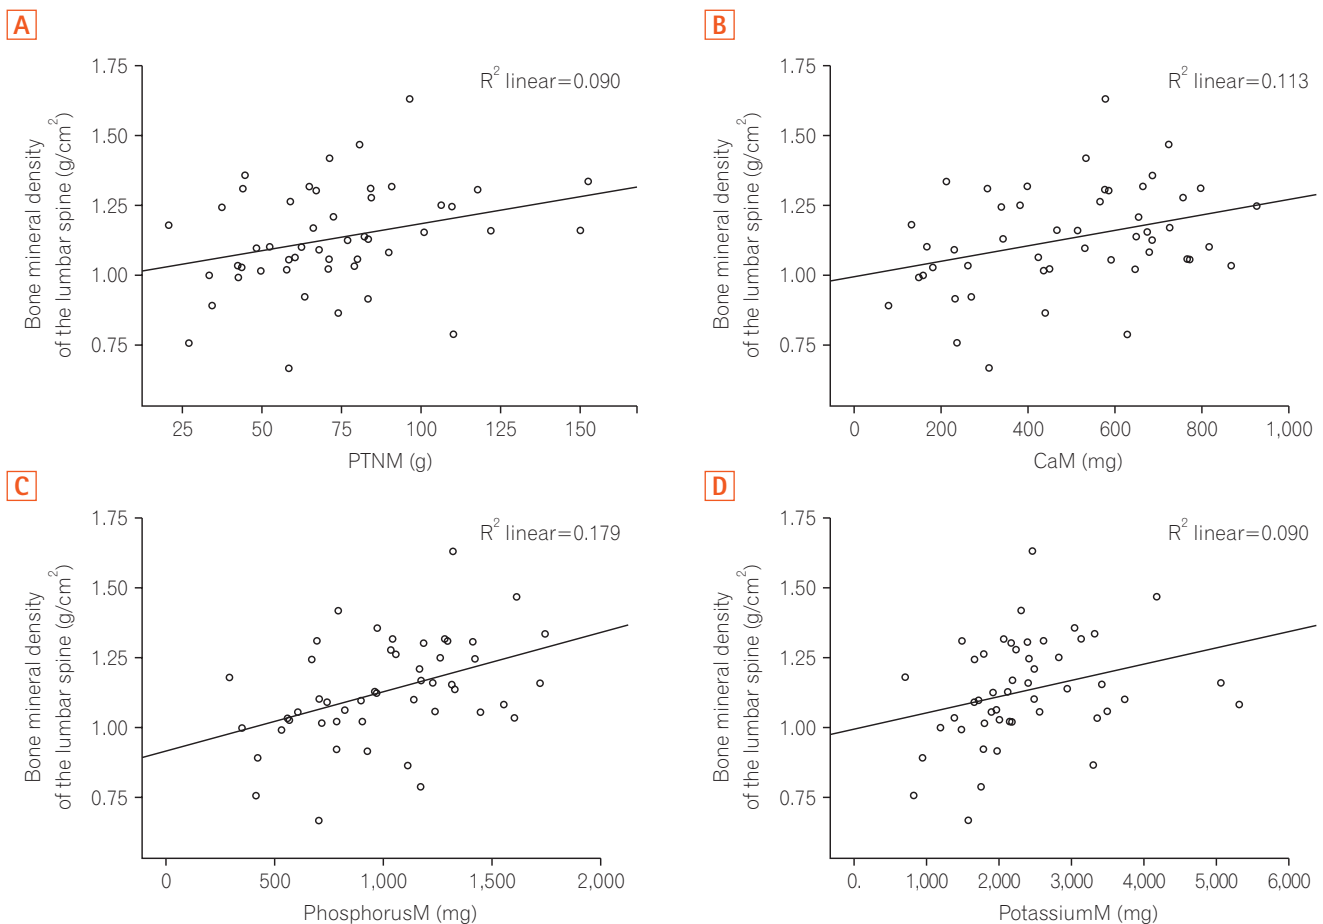 A
Bone mineral density
of the lumbar spine (g/cm²)
1.75
1.50
1.25
1.00
0.75
R² linear=0.090
25 50 75 100 125 150
PTNM (g)
B
Bone mineral density
of the lumbar spine (g/cm²)
1.75
1.50
1.25
1.00
0.75
R² linear=0.113
0 200 400 600 800 1,000
CaM (mg)
C
Bone mineral density
of the lumbar spine (g/cm²)
1.75
1.50
1.25
1.00
0.75
R² linear=0.179
0 500 1,000 1,500 2,000
PhosphorusM (mg)
D
Bone mineral density
of the lumbar spine (g/cm²)
1.75
1.50
1.25
1.00
0.75
R² linear=0.090
0. 1,000 2,000 3,000 4,000 5,000 6,000
PotassiumM (mg)